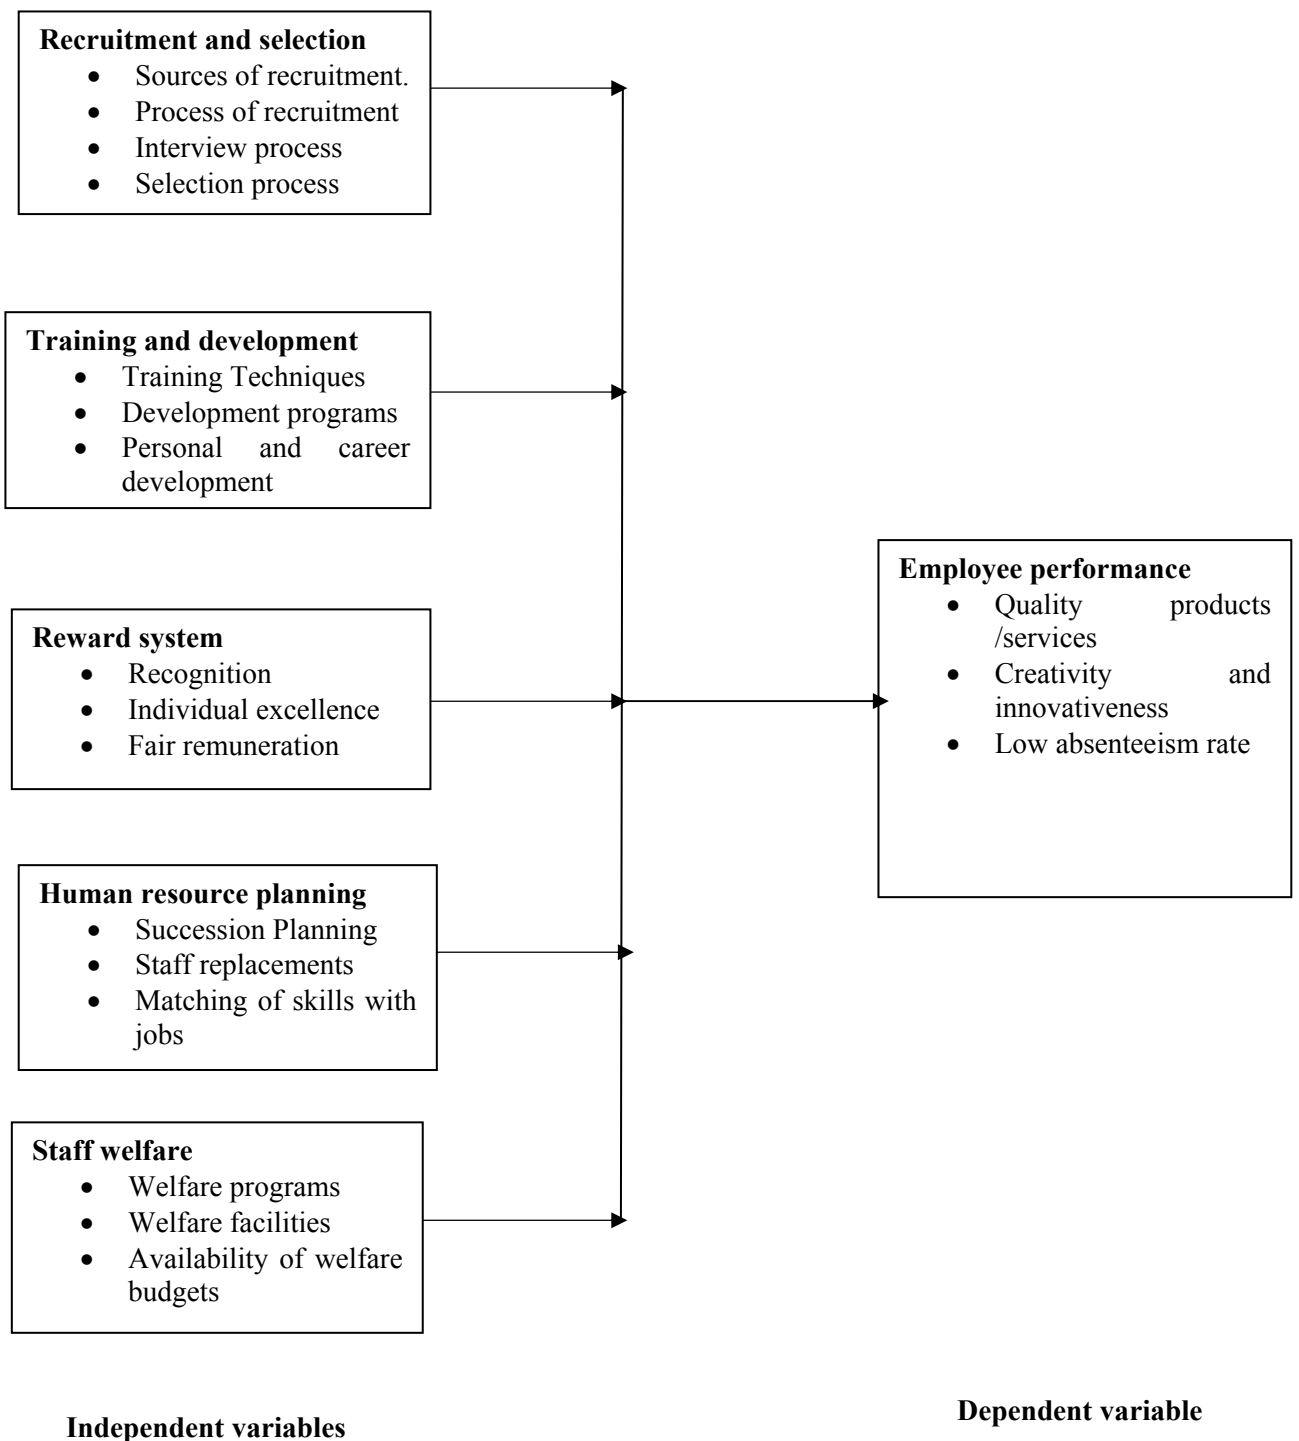 Recruitment and selection
• Sources of recruitment.
• Process of recruitment
• Interview process
• Selection process
Training and development
• Training Techniques
• Development programs
• Personal and career
development
Reward system
• Recognition
• Individual excellence
• Fair remuneration
Human resource planning
• Succession Planning
• Staff replacements
• Matching of skills with
jobs
Staff welfare
• Welfare programs
• Welfare facilities
• Availability of welfare
budgets
Independent variables
Employee performance
• Quality products
/services
• Creativity and
innovativeness
• Low absenteeism rate
Dependent variable